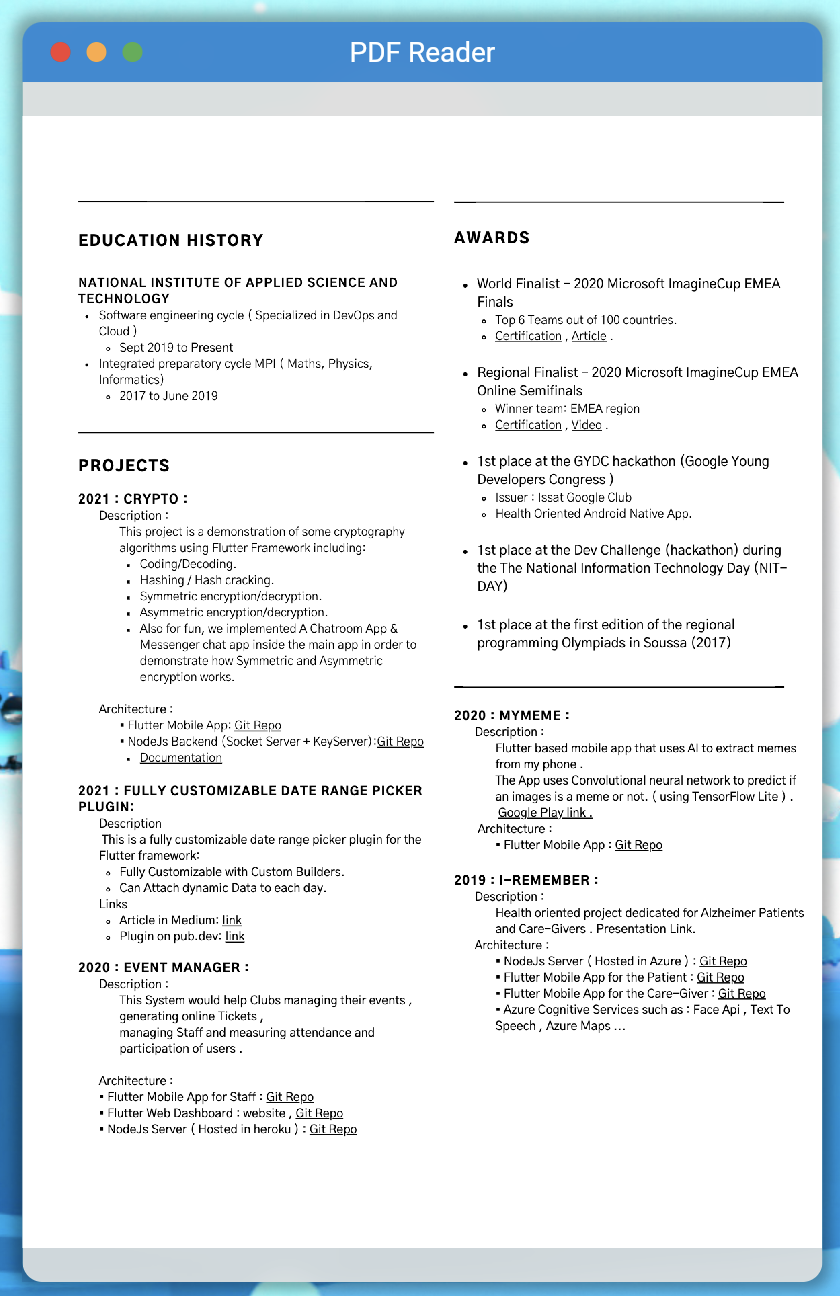 PDF Reader
EDUCATION HISTORY
NATIONAL INSTITUTE OF APPLIED SCIENCE AND
TECHNOLOGY
• Software engineering cycle ( Specialized in DevOps and
Cloud )
∘ Sept 2019 to Present
• Integrated preparatory cycle MPI ( Maths, Physics,
Informatics)
∘ 2017 to June 2019
PROJECTS
2021 : CRYPTO :
Description :
This project is a demonstration of some cryptography
algorithms using Flutter Framework including:
▪ Coding/Decoding.
▪ Hashing / Hash cracking.
▪ Symmetric encryption/decryption.
▪ Asymmetric encryption/decryption.
▪ Also for fun, we implemented A Chatroom App &
Messenger chat app inside the main app in order to
demonstrate how Symmetric and Asymmetric
encryption works.
Architecture :
▪ Flutter Mobile App: Git Repo
▪ NodeJs Backend (Socket Server + KeyServer):Git Repo
▪ Documentation
2021 : FULLY CUSTOMIZABLE DATE RANGE PICKER
PLUGIN:
Description
This is a fully customizable date range picker plugin for the
Flutter framework:
∘ Fully Customizable with Custom Builders.
∘ Can Attach dynamic Data to each day.
Links
∘ Article in Medium: link
∘ Plugin on pub.dev: link
2020 : EVENT MANAGER :
Description :
This System would help Clubs managing their events ,
generating online Tickets ,
managing Staff and measuring attendance and
participation of users .
Architecture :
▪ Flutter Mobile App for Staff : Git Repo
▪ Flutter Web Dashboard : website , Git Repo
▪ NodeJs Server ( Hosted in heroku ) : Git Repo
AWARDS
• World Finalist - 2020 Microsoft ImagineCup EMEA
Finals
∘ Top 6 Teams out of 100 countries.
∘ Certification , Article .
• Regional Finalist - 2020 Microsoft ImagineCup EMEA
Online Semifinals
∘ Winner team: EMEA region
∘ Certification , Video .
• 1st place at the GYDC hackathon (Google Young
Developers Congress )
∘ Issuer : Issat Google Club
∘ Health Oriented Android Native App.
• 1st place at the Dev Challenge (hackathon) during
the The National Information Technology Day (NIT-
DAY)
• 1st place at the first edition of the regional
programming Olympiads in Soussa (2017)
2020 : MYMEME :
Description :
Flutter based mobile app that uses AI to extract memes
from my phone .
The App uses Convolutional neural network to predict if
an images is a meme or not. ( using TensorFlow Lite ) .
Google Play link .
Architecture :
▪ Flutter Mobile App : Git Repo
2019 : I-REMEMBER :
Description :
Health oriented project dedicated for Alzheimer Patients
and Care-Givers . Presentation Link.
Architecture :
▪ NodeJs Server ( Hosted in Azure ) : Git Repo
▪ Flutter Mobile App for the Patient : Git Repo
▪ Flutter Mobile App for the Care-Giver : Git Repo
▪ Azure Cognitive Services such as : Face Api , Text To
Speech , Azure Maps ...